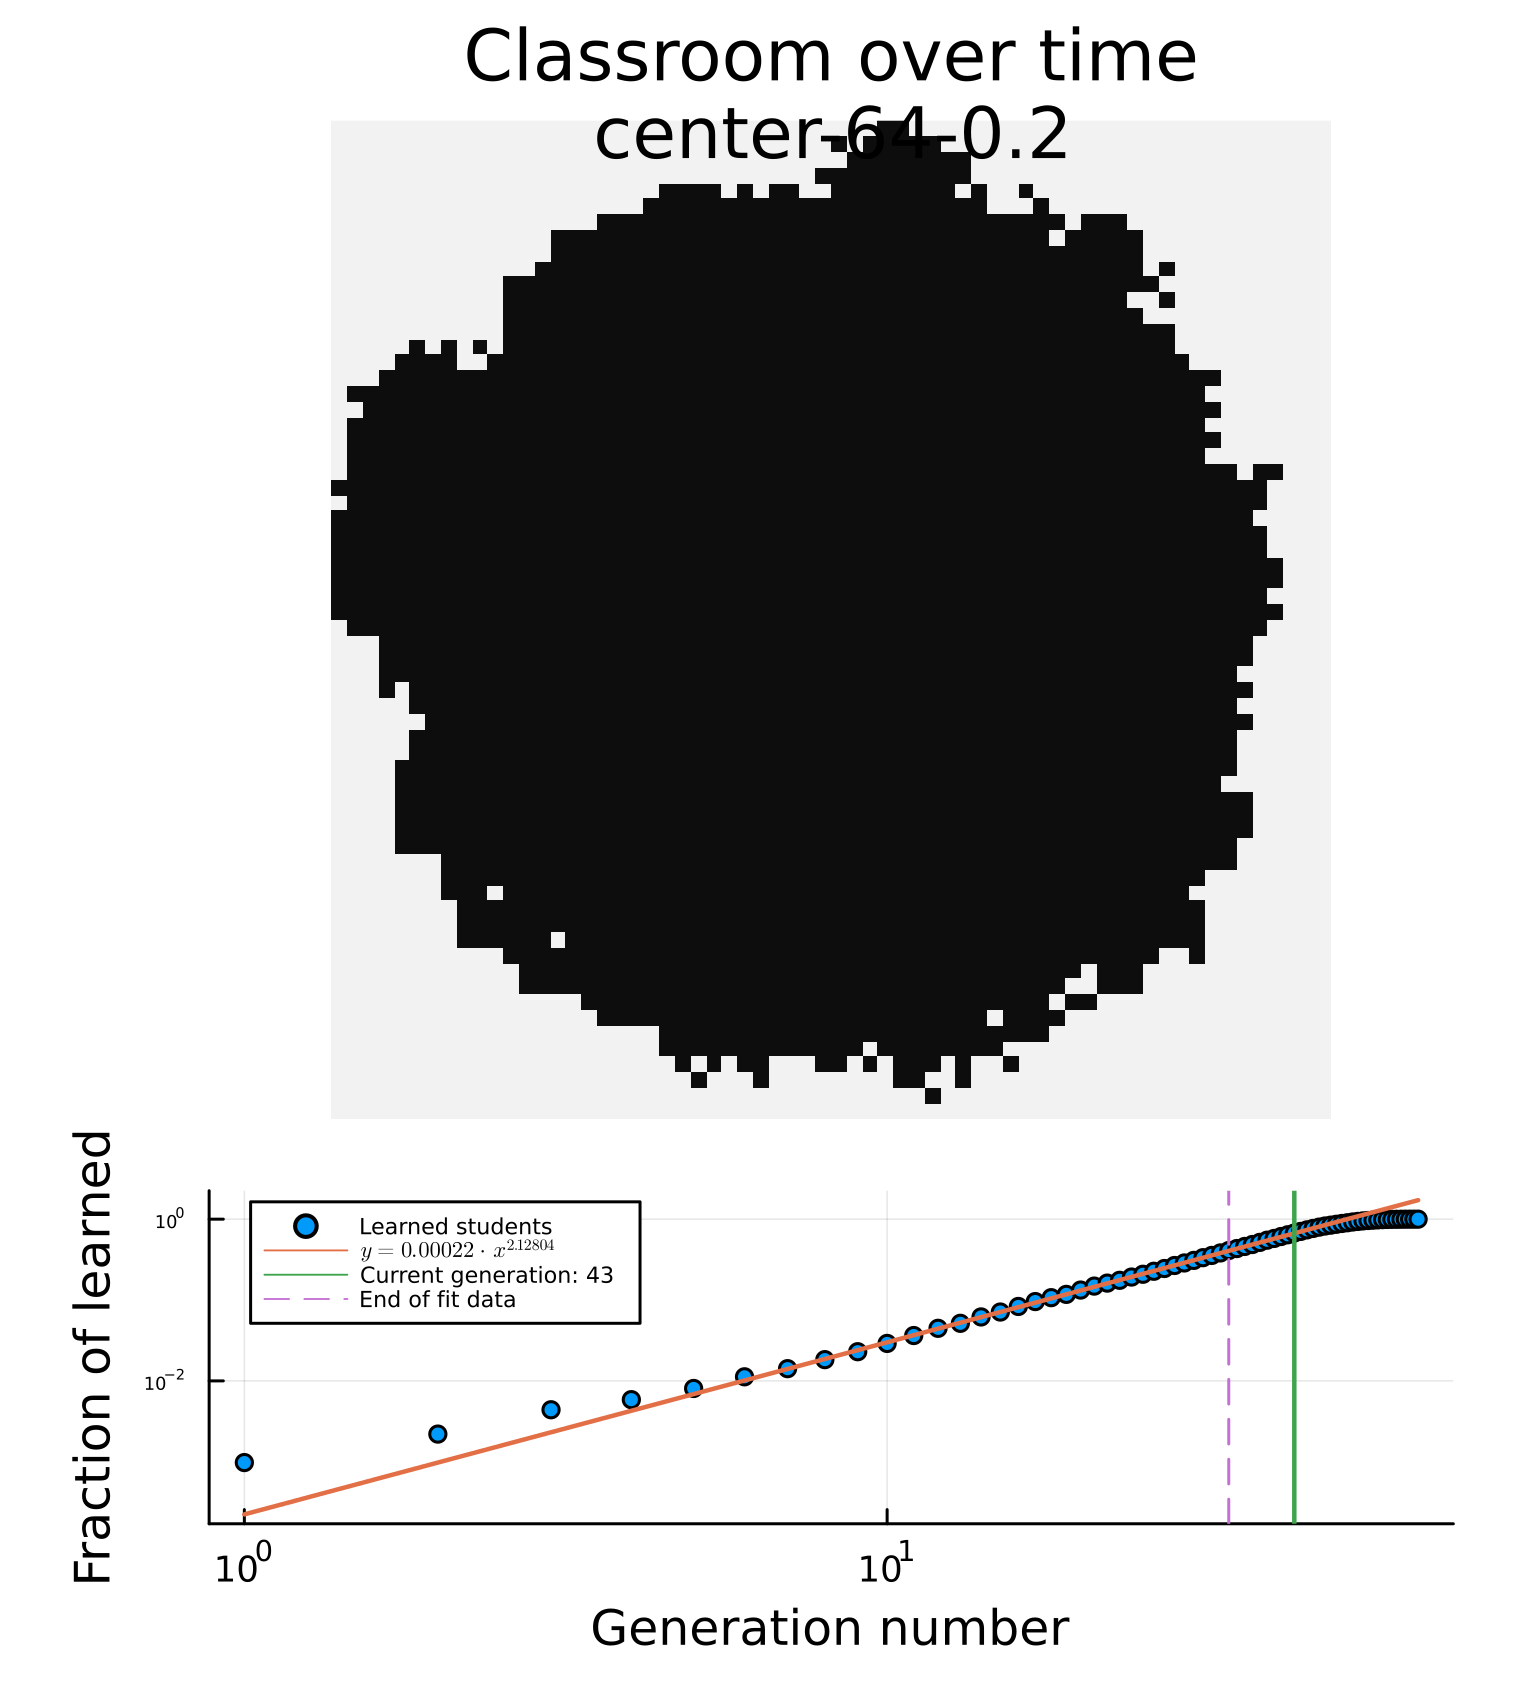 Classroom over time
center-64-0.2
Fraction of learned
10^0
10^−2
Learned students
y = 0.00022 · x^2.12804
Current generation: 43
End of fit data
10^0
10^1
Generation number